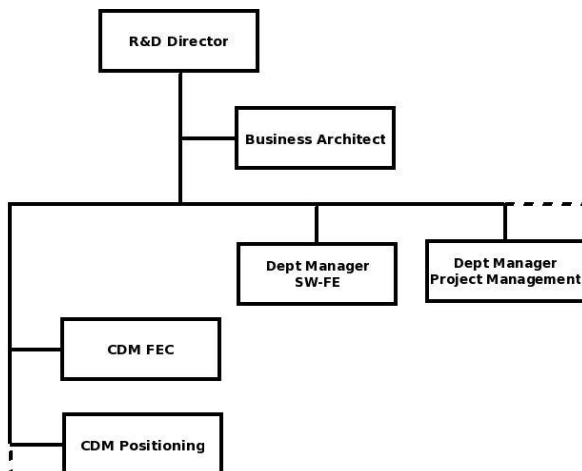 R&D Director
Business Architect
Dept Manager
SW-FE
Dept Manager
Project Management
CDM FEC
CDM Positioning